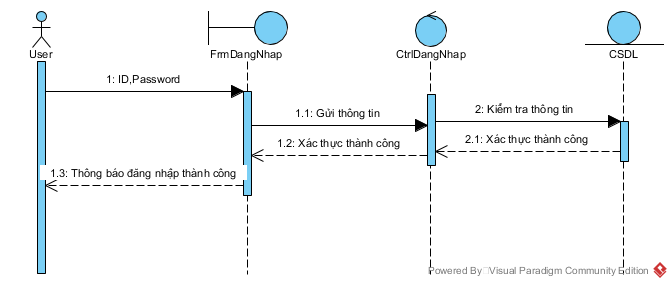 User
FrmDangNhap
CtrlDangNhap
CSDL
1: ID,Password
1.1: Gửi thông tin
2: Kiểm tra thông tin
1.2: Xác thực thành công
2.1: Xác thực thành công
1.3: Thông báo đăng nhập thành công
Powered By Visual Paradigm Community Edition